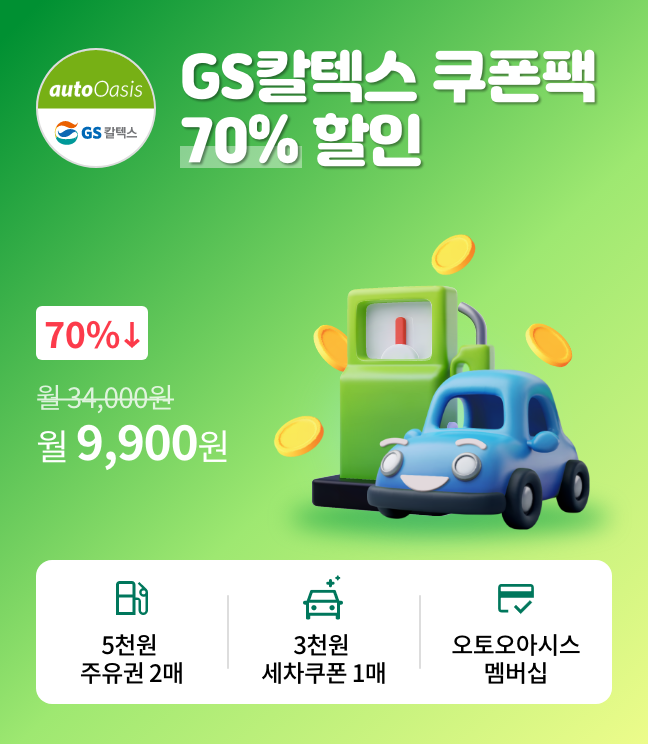 autoOasis
GS칼텍스
GS칼텍스 쿠폰팩
70% 할인
70%↓
월 34,000원
월 9,900원
5천원
주유권 2매
3천원
세차쿠폰 1매
오토오아시스
멤버십